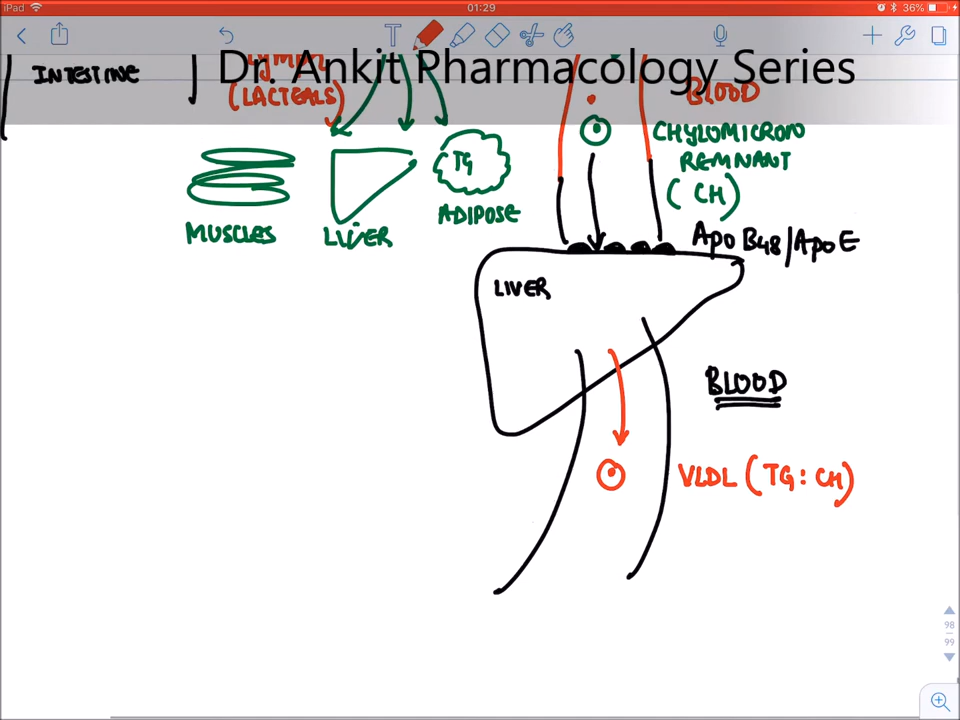 iPad
01:29
36%
Dr. Ankit Pharmacology Series
INTESTINE
LYMPH
(LACTEALS)
BLOOD
CHYLOMICRON
REMNANT
(CH)
TG
MUSCLES
LIVER
ADIPOSE
Apo B48/Apo E
LIVER
BLOOD
VLDL (TG: CH)
98
99